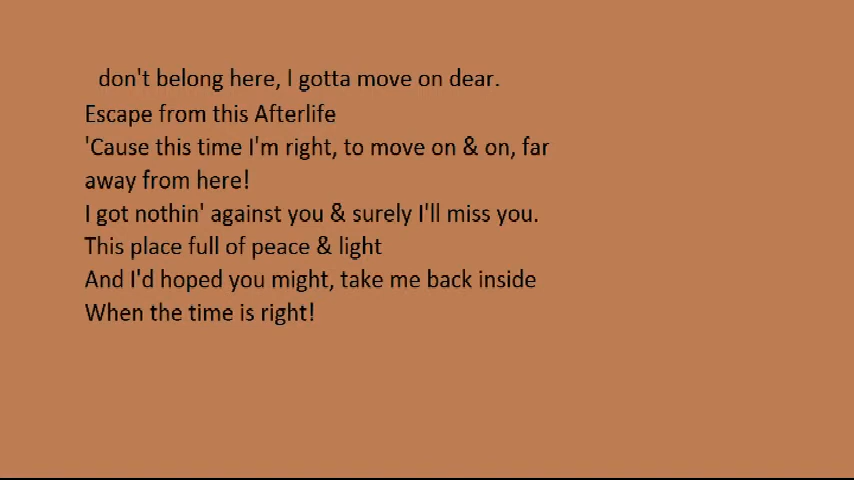 don't belong here, I gotta move on dear.
Escape from this Afterlife
'Cause this time I'm right, to move on & on, far
away from here!
I got nothin' against you & surely I'll miss you.
This place full of peace & light
And I'd hoped you might, take me back inside
When the time is right!